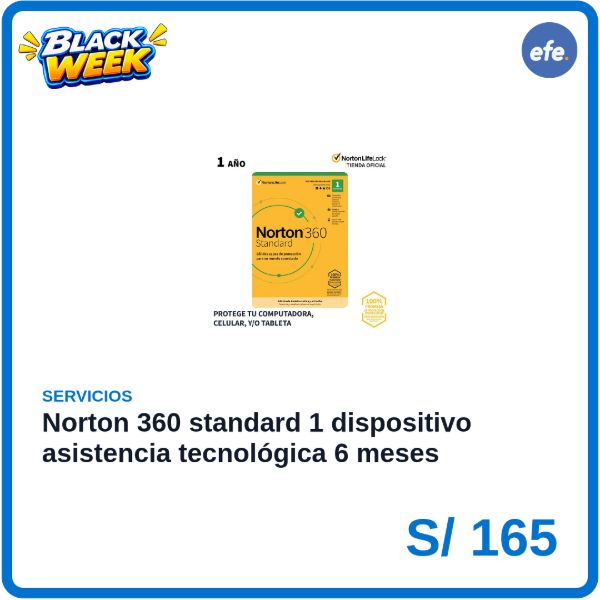 BLACK
WEEK
efe.
1 AÑO
NortonLifeLock
TIENDA OFICIAL
NortonLifeLock
1
Norton 360
Standard
100%
PROTEGE TU COMPUTADORA,
CELULAR, Y/O TABLETA
SERVICIOS
Norton 360 standard 1 dispositivo
asistencia tecnológica 6 meses
S/ 165